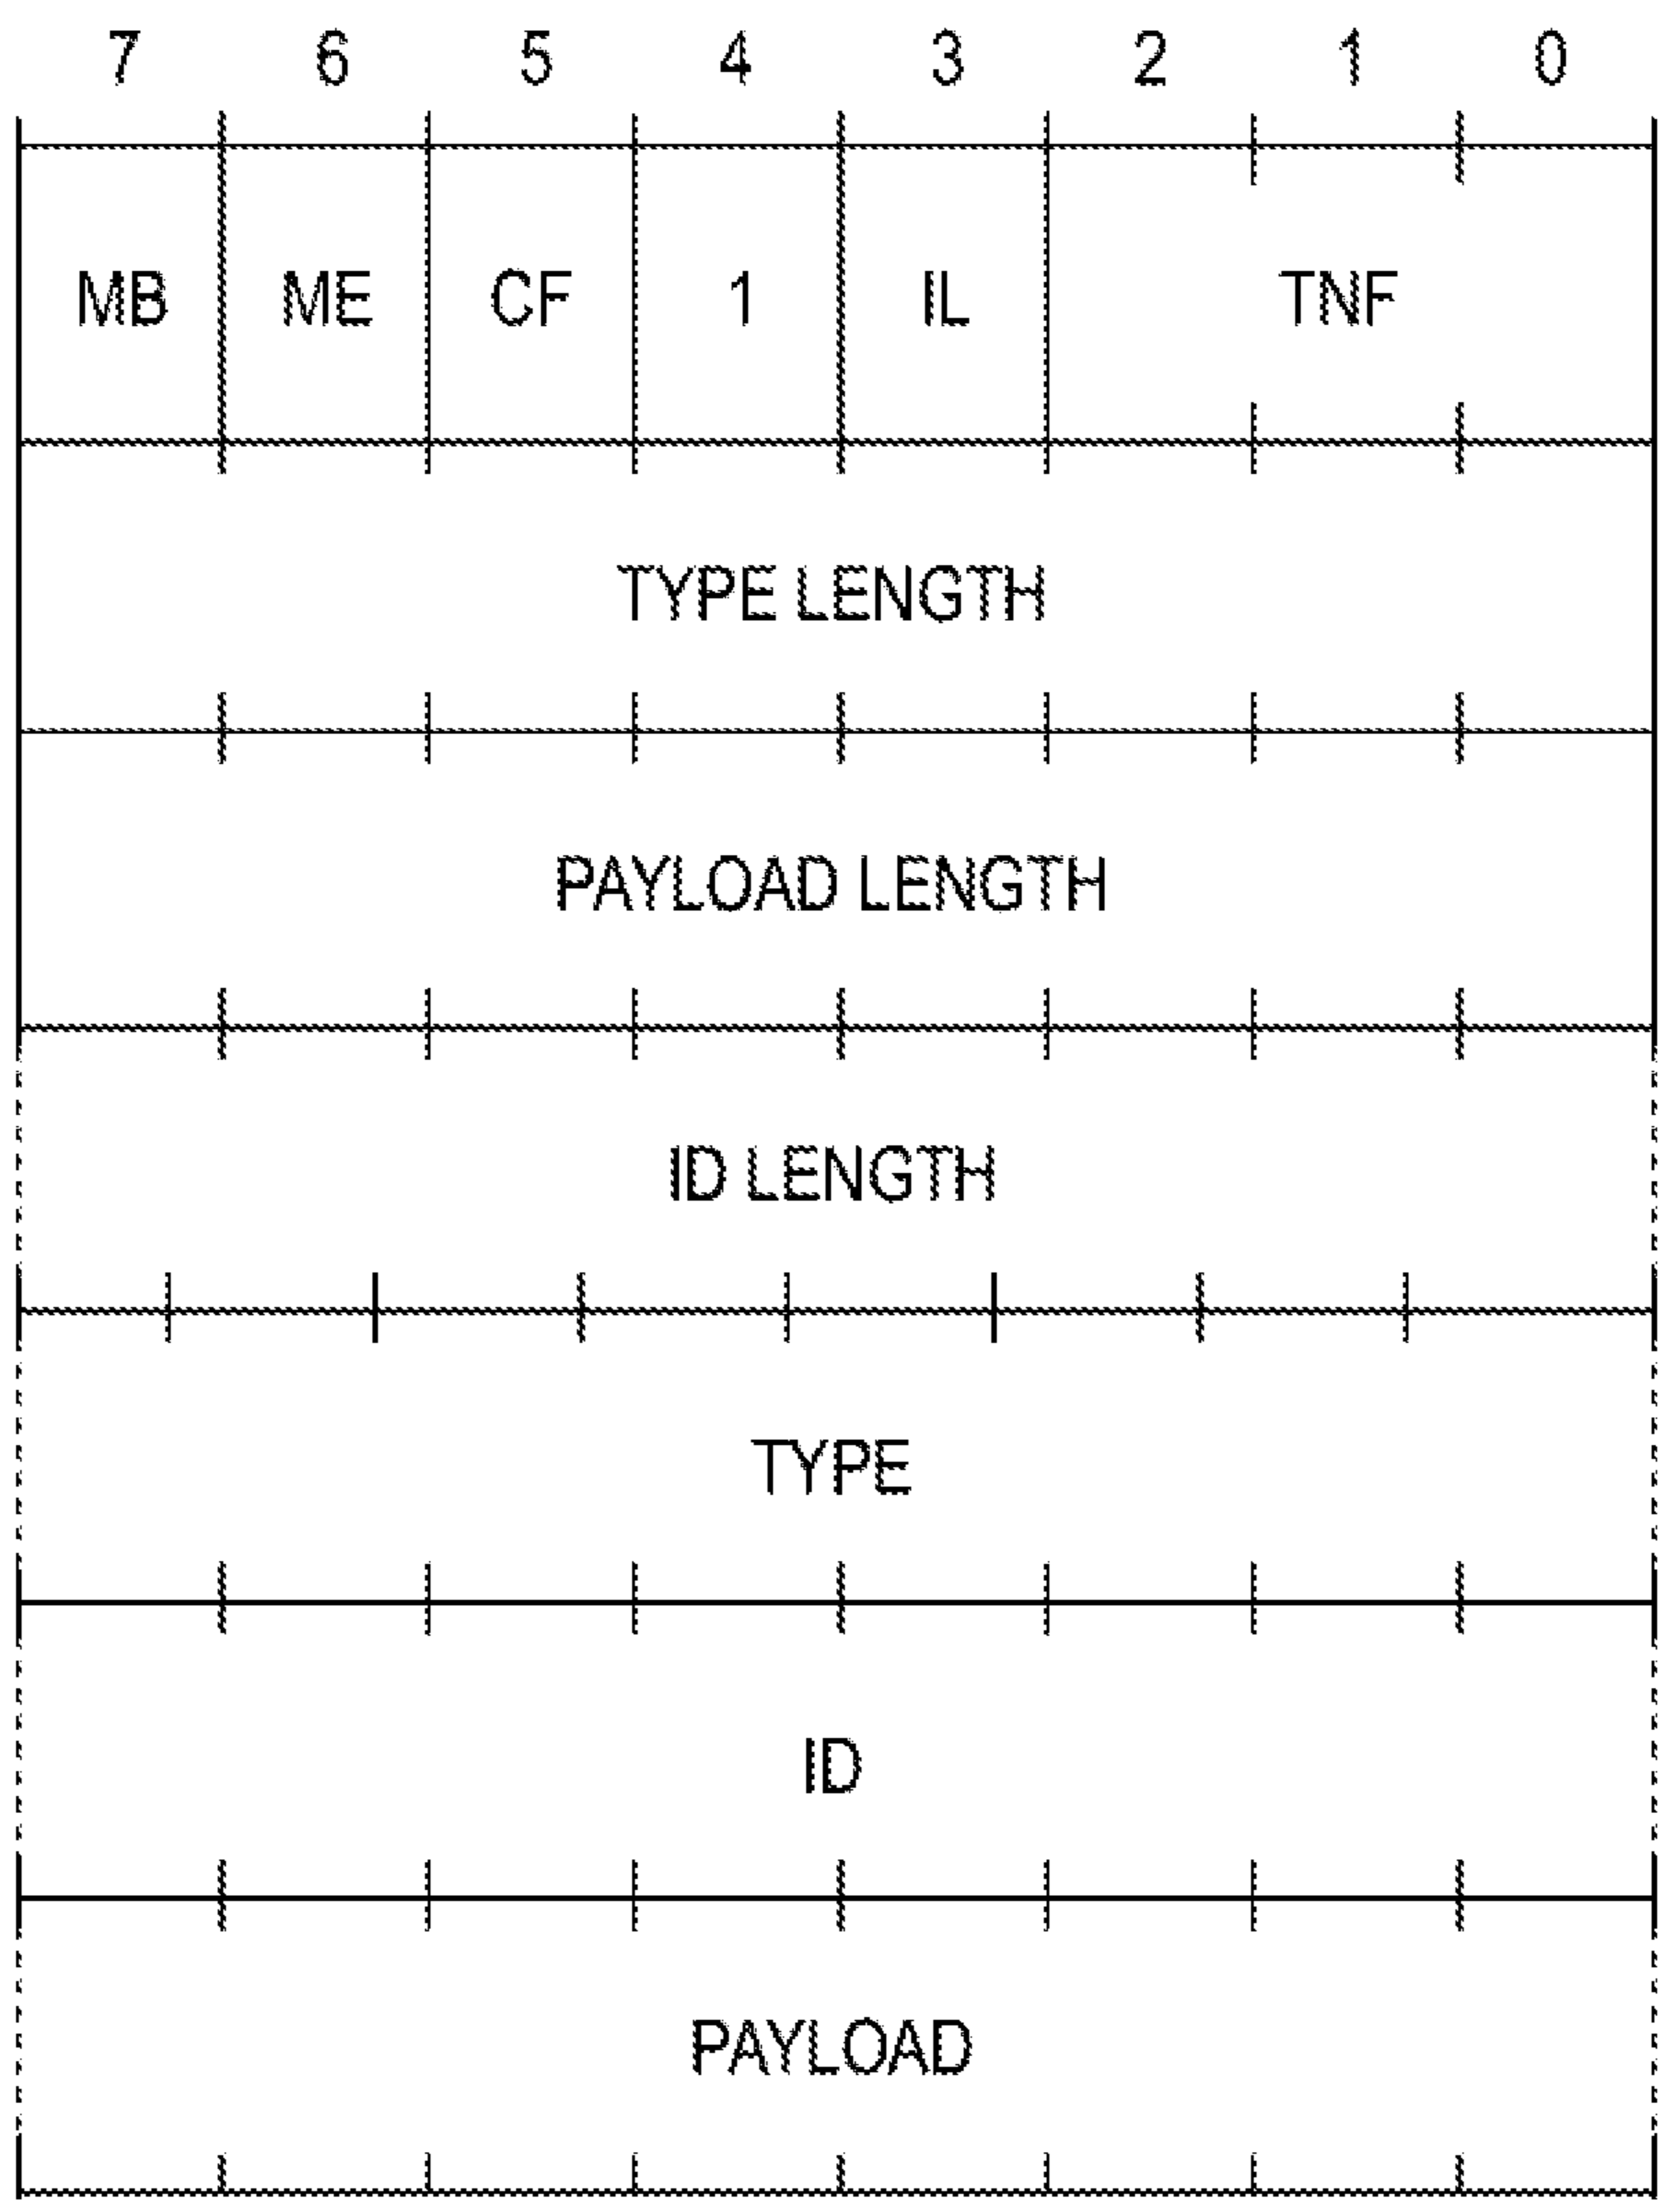 7 6 5 4 3 2 1 0
MB ME CF 1 IL TNF
TYPE LENGTH
PAYLOAD LENGTH
ID LENGTH
TYPE
ID
PAYLOAD